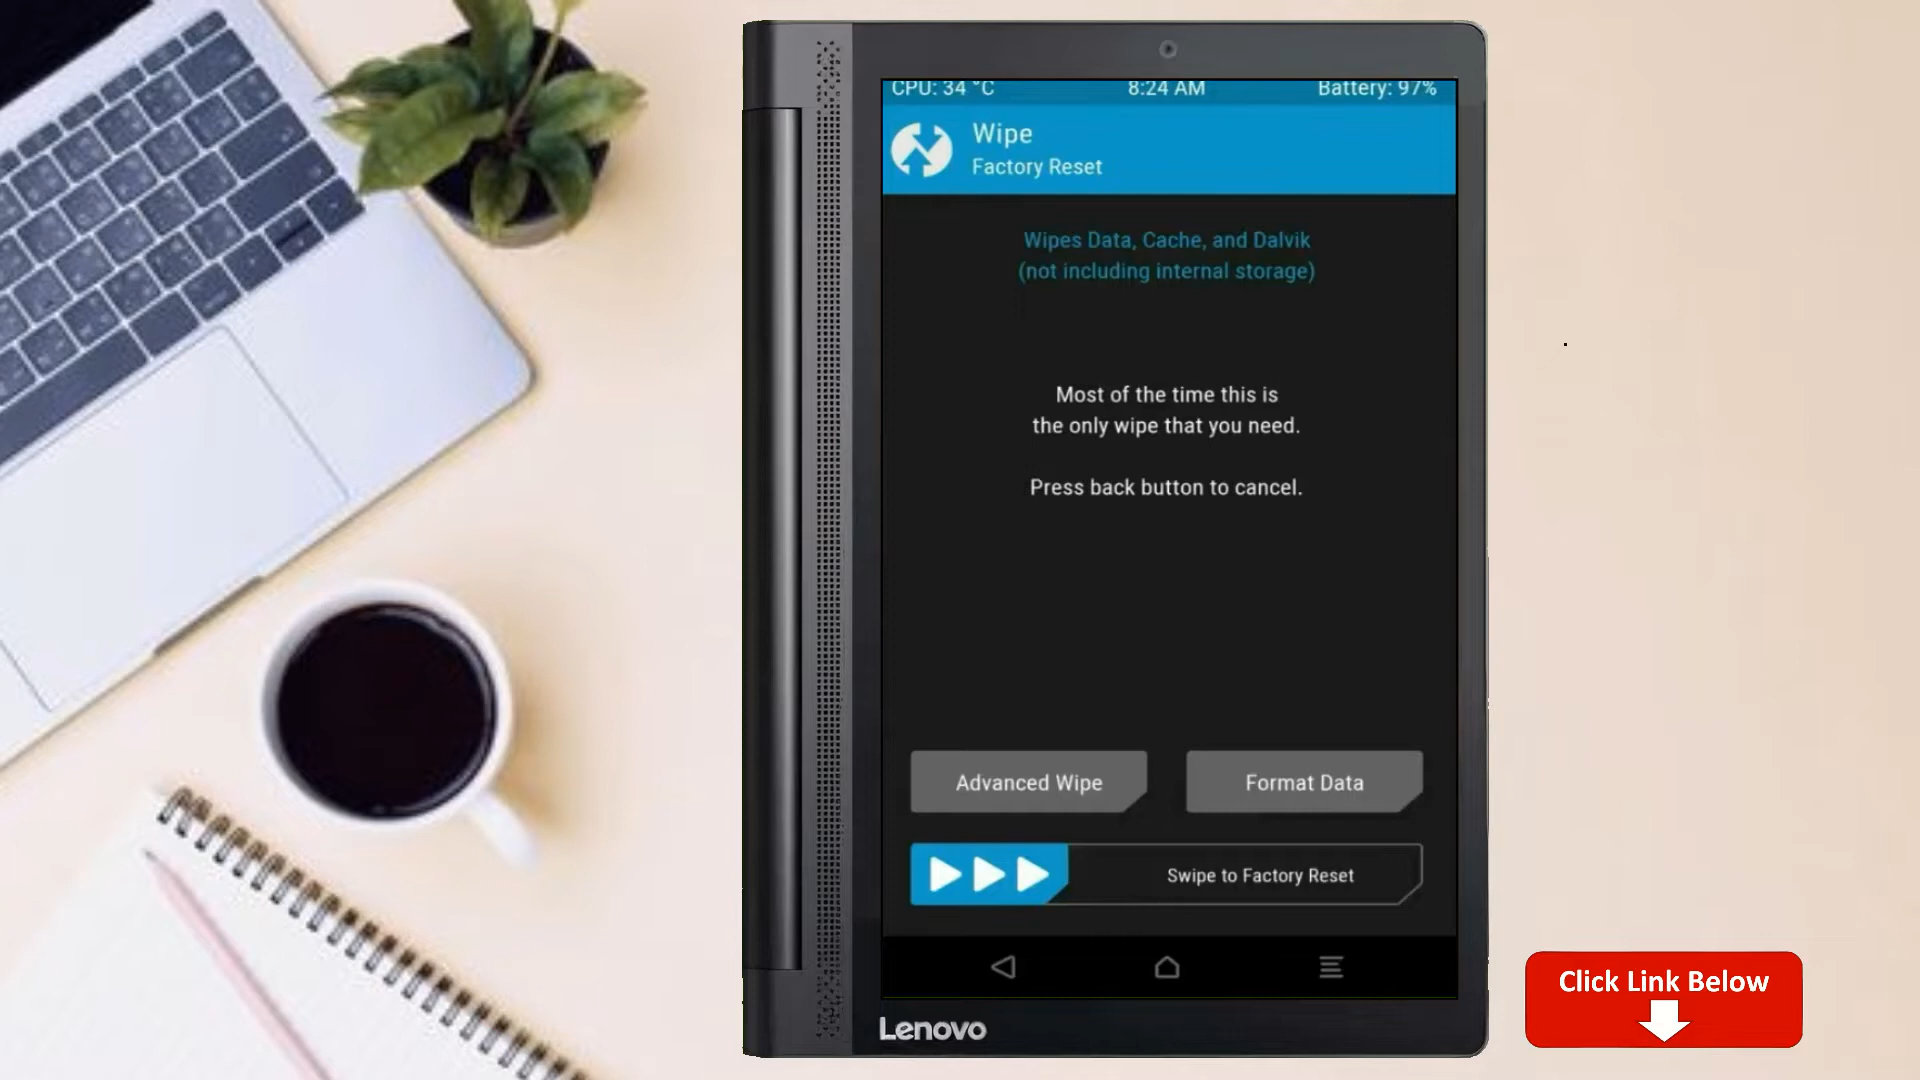 CPU: 34 °C
8:24 AM
Battery: 97%
Wipe
Factory Reset
Wipes Data, Cache, and Dalvik
(not including internal storage)
Most of the time this is
the only wipe that you need.
Press back button to cancel.
Advanced Wipe
Format Data
Swipe to Factory Reset
Lenovo
Click Link Below